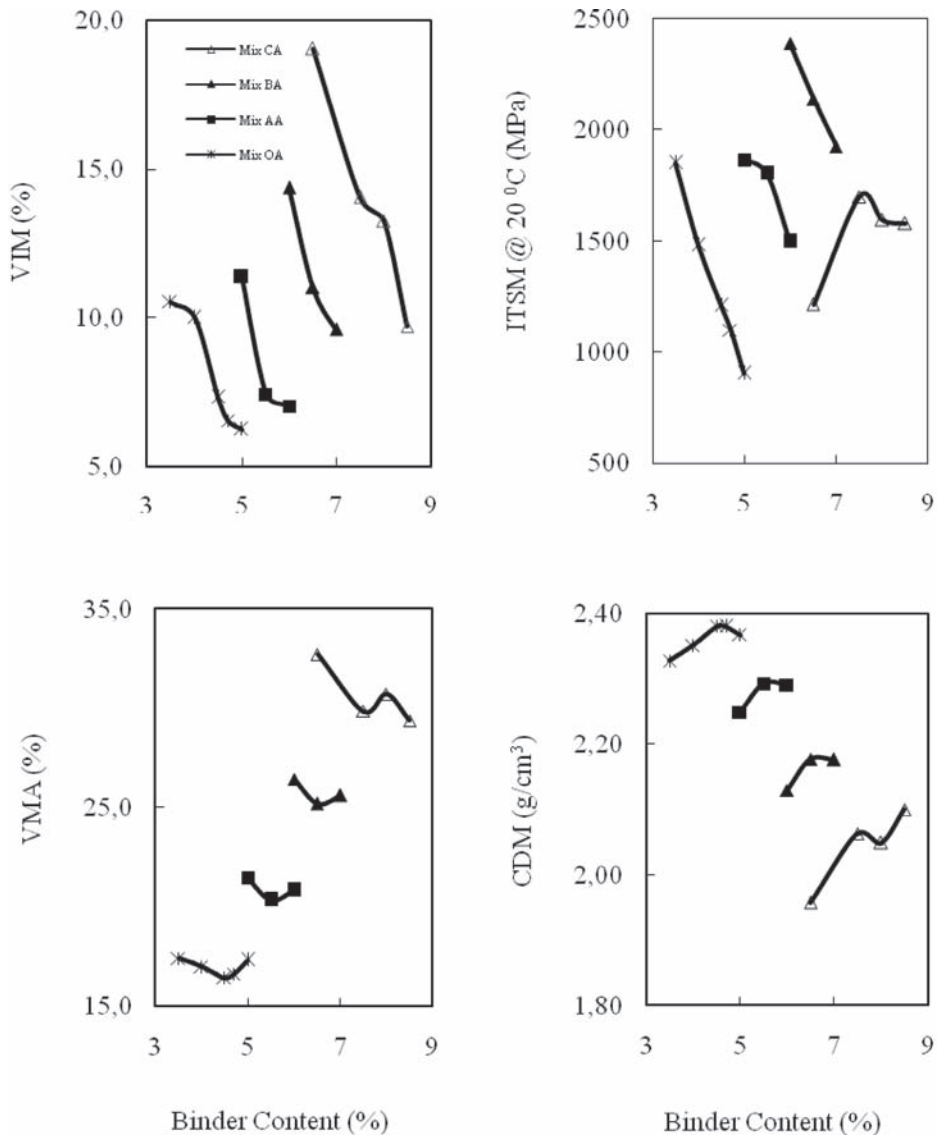 20,0
15,0
10,0
5,0
VIM (%)
Mix CA
Mix BA
Mix AA
Mix OA
3 5 7 9
2500
2000
1500
1000
500
ITSM @ 20 ⁰C (MPa)
3 5 7 9
35,0
25,0
15,0
VMA (%)
3 5 7 9
Binder Content (%)
2,40
2,20
2,00
1,80
CDM (g/cm³)
3 5 7 9
Binder Content (%)